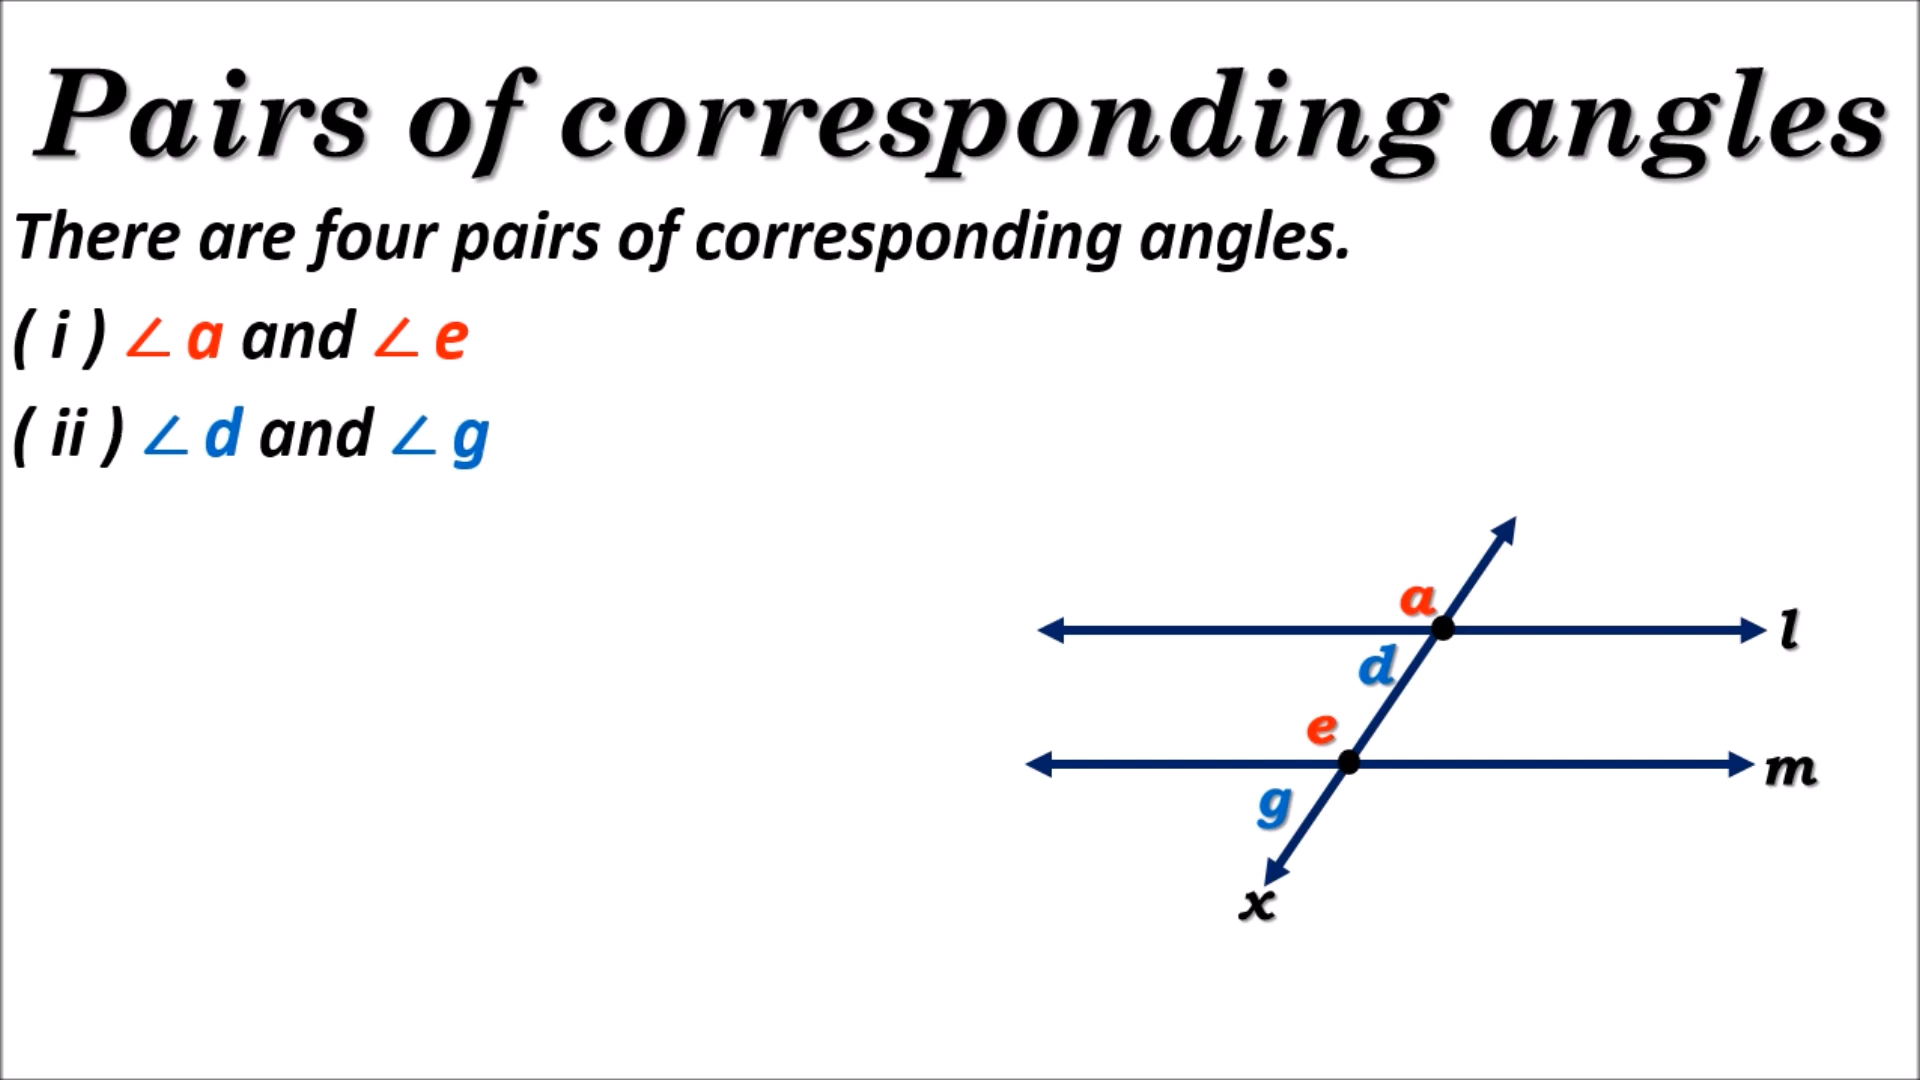 Pairs of corresponding angles
There are four pairs of corresponding angles.
( i ) ∠ a and ∠ e
( ii ) ∠ d and ∠ g
a
l
d
e
m
g
x